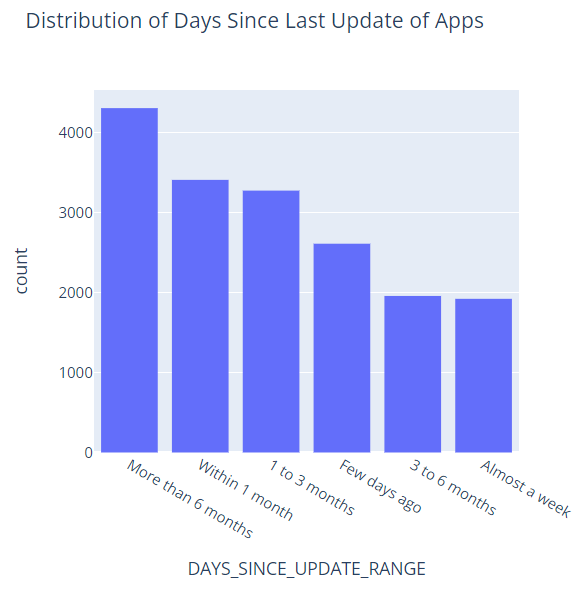 Distribution of Days Since Last Update of Apps
4000
3000
2000
1000
0
count
More than 6 months
Within 1 month
1 to 3 months
Few days ago
3 to 6 months
Almost a week
DAYS_SINCE_UPDATE_RANGE